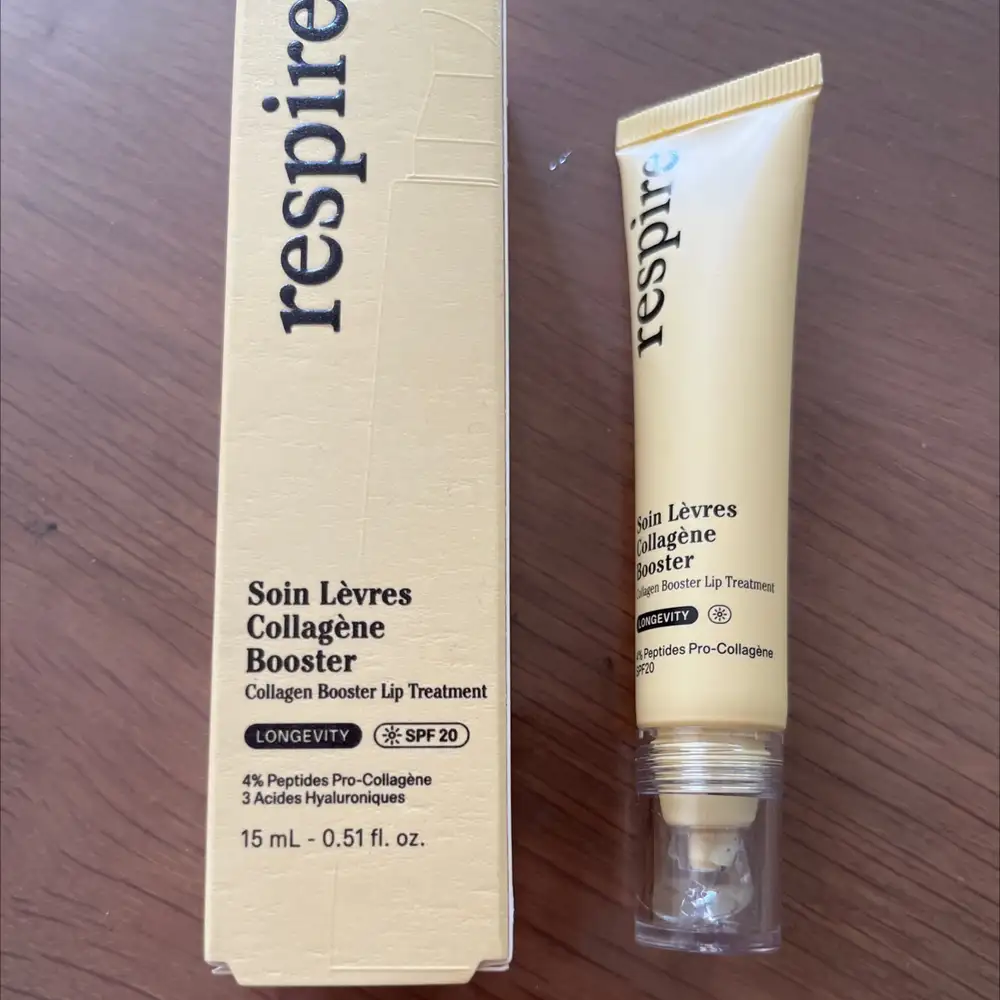 respire
Soin Lèvres
Collagène
Booster
Collagen Booster Lip Treatment
LONGEVITY
SPF 20
4% Peptides Pro-Collagène
3 Acides Hyaluroniques
15 mL - 0.51 fl. oz.
respire
Soin Lèvres
Collagène
Booster
Collagen Booster Lip Treatment
LONGEVITY
4% Peptides Pro-Collagène
SPF20